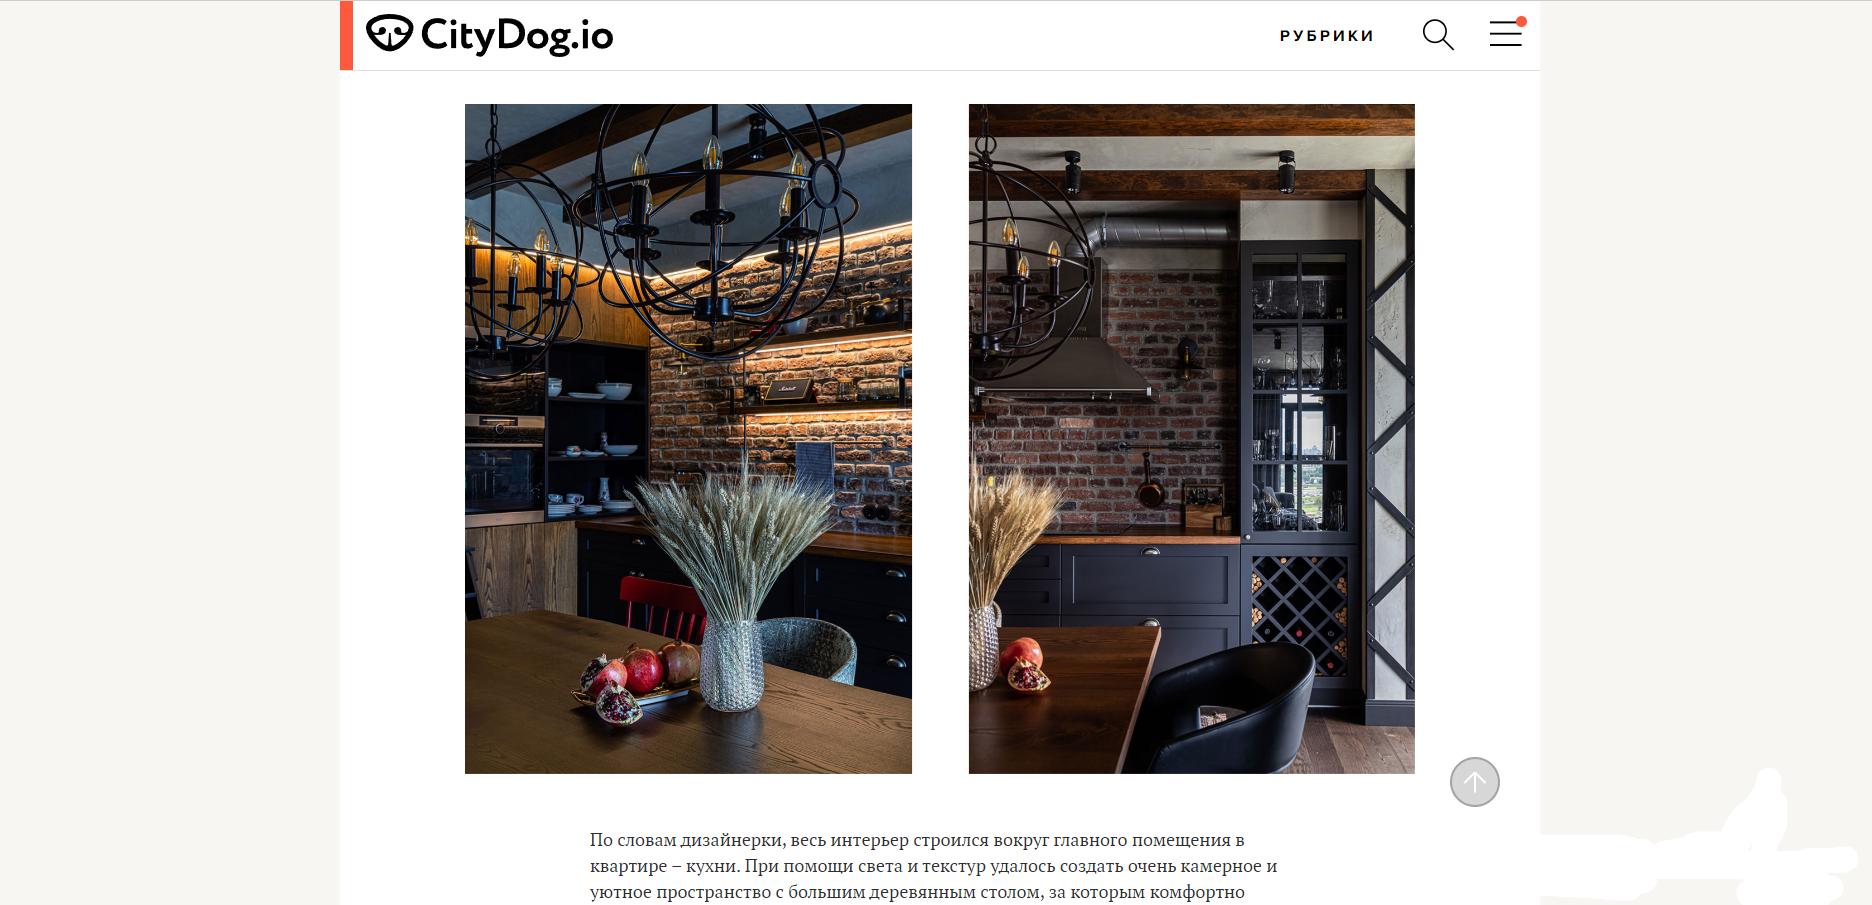 CityDog.io
РУБРИКИ
Marshall
По словам дизайнерки, весь интерьер строился вокруг главного помещения в
квартире – кухни. При помощи света и текстур удалось создать очень камерное и
уютное пространство с большим деревянным столом, за которым комфортно